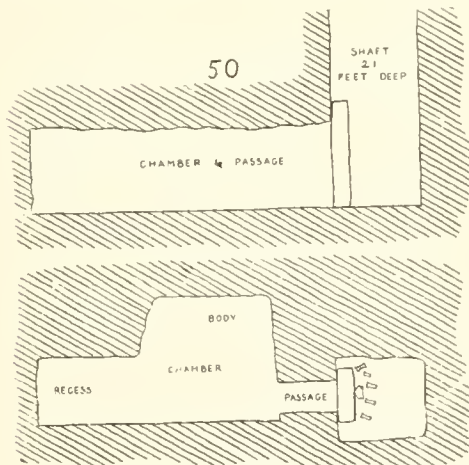 50
SHAFT
21
FEET DEEP
CHAMBER & PASSAGE
BODY
CHAMBER
RECESS
PASSAGE